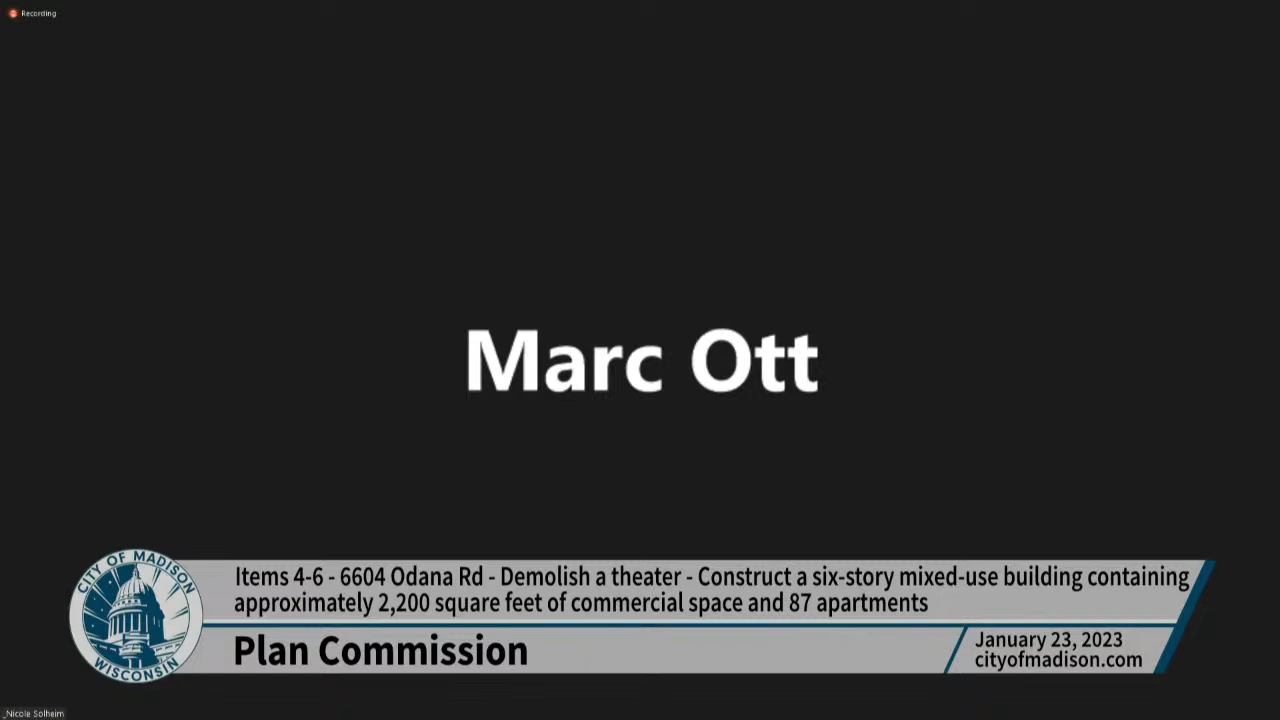 Recording
Marc Ott
CITY OF MADISON
WISCONSIN
Items 4-6 - 6604 Odana Rd - Demolish a theater - Construct a six-story mixed-use building containing
approximately 2,200 square feet of commercial space and 87 apartments
Plan Commission
January 23, 2023
cityofmadison.com
_Nicole Solheim